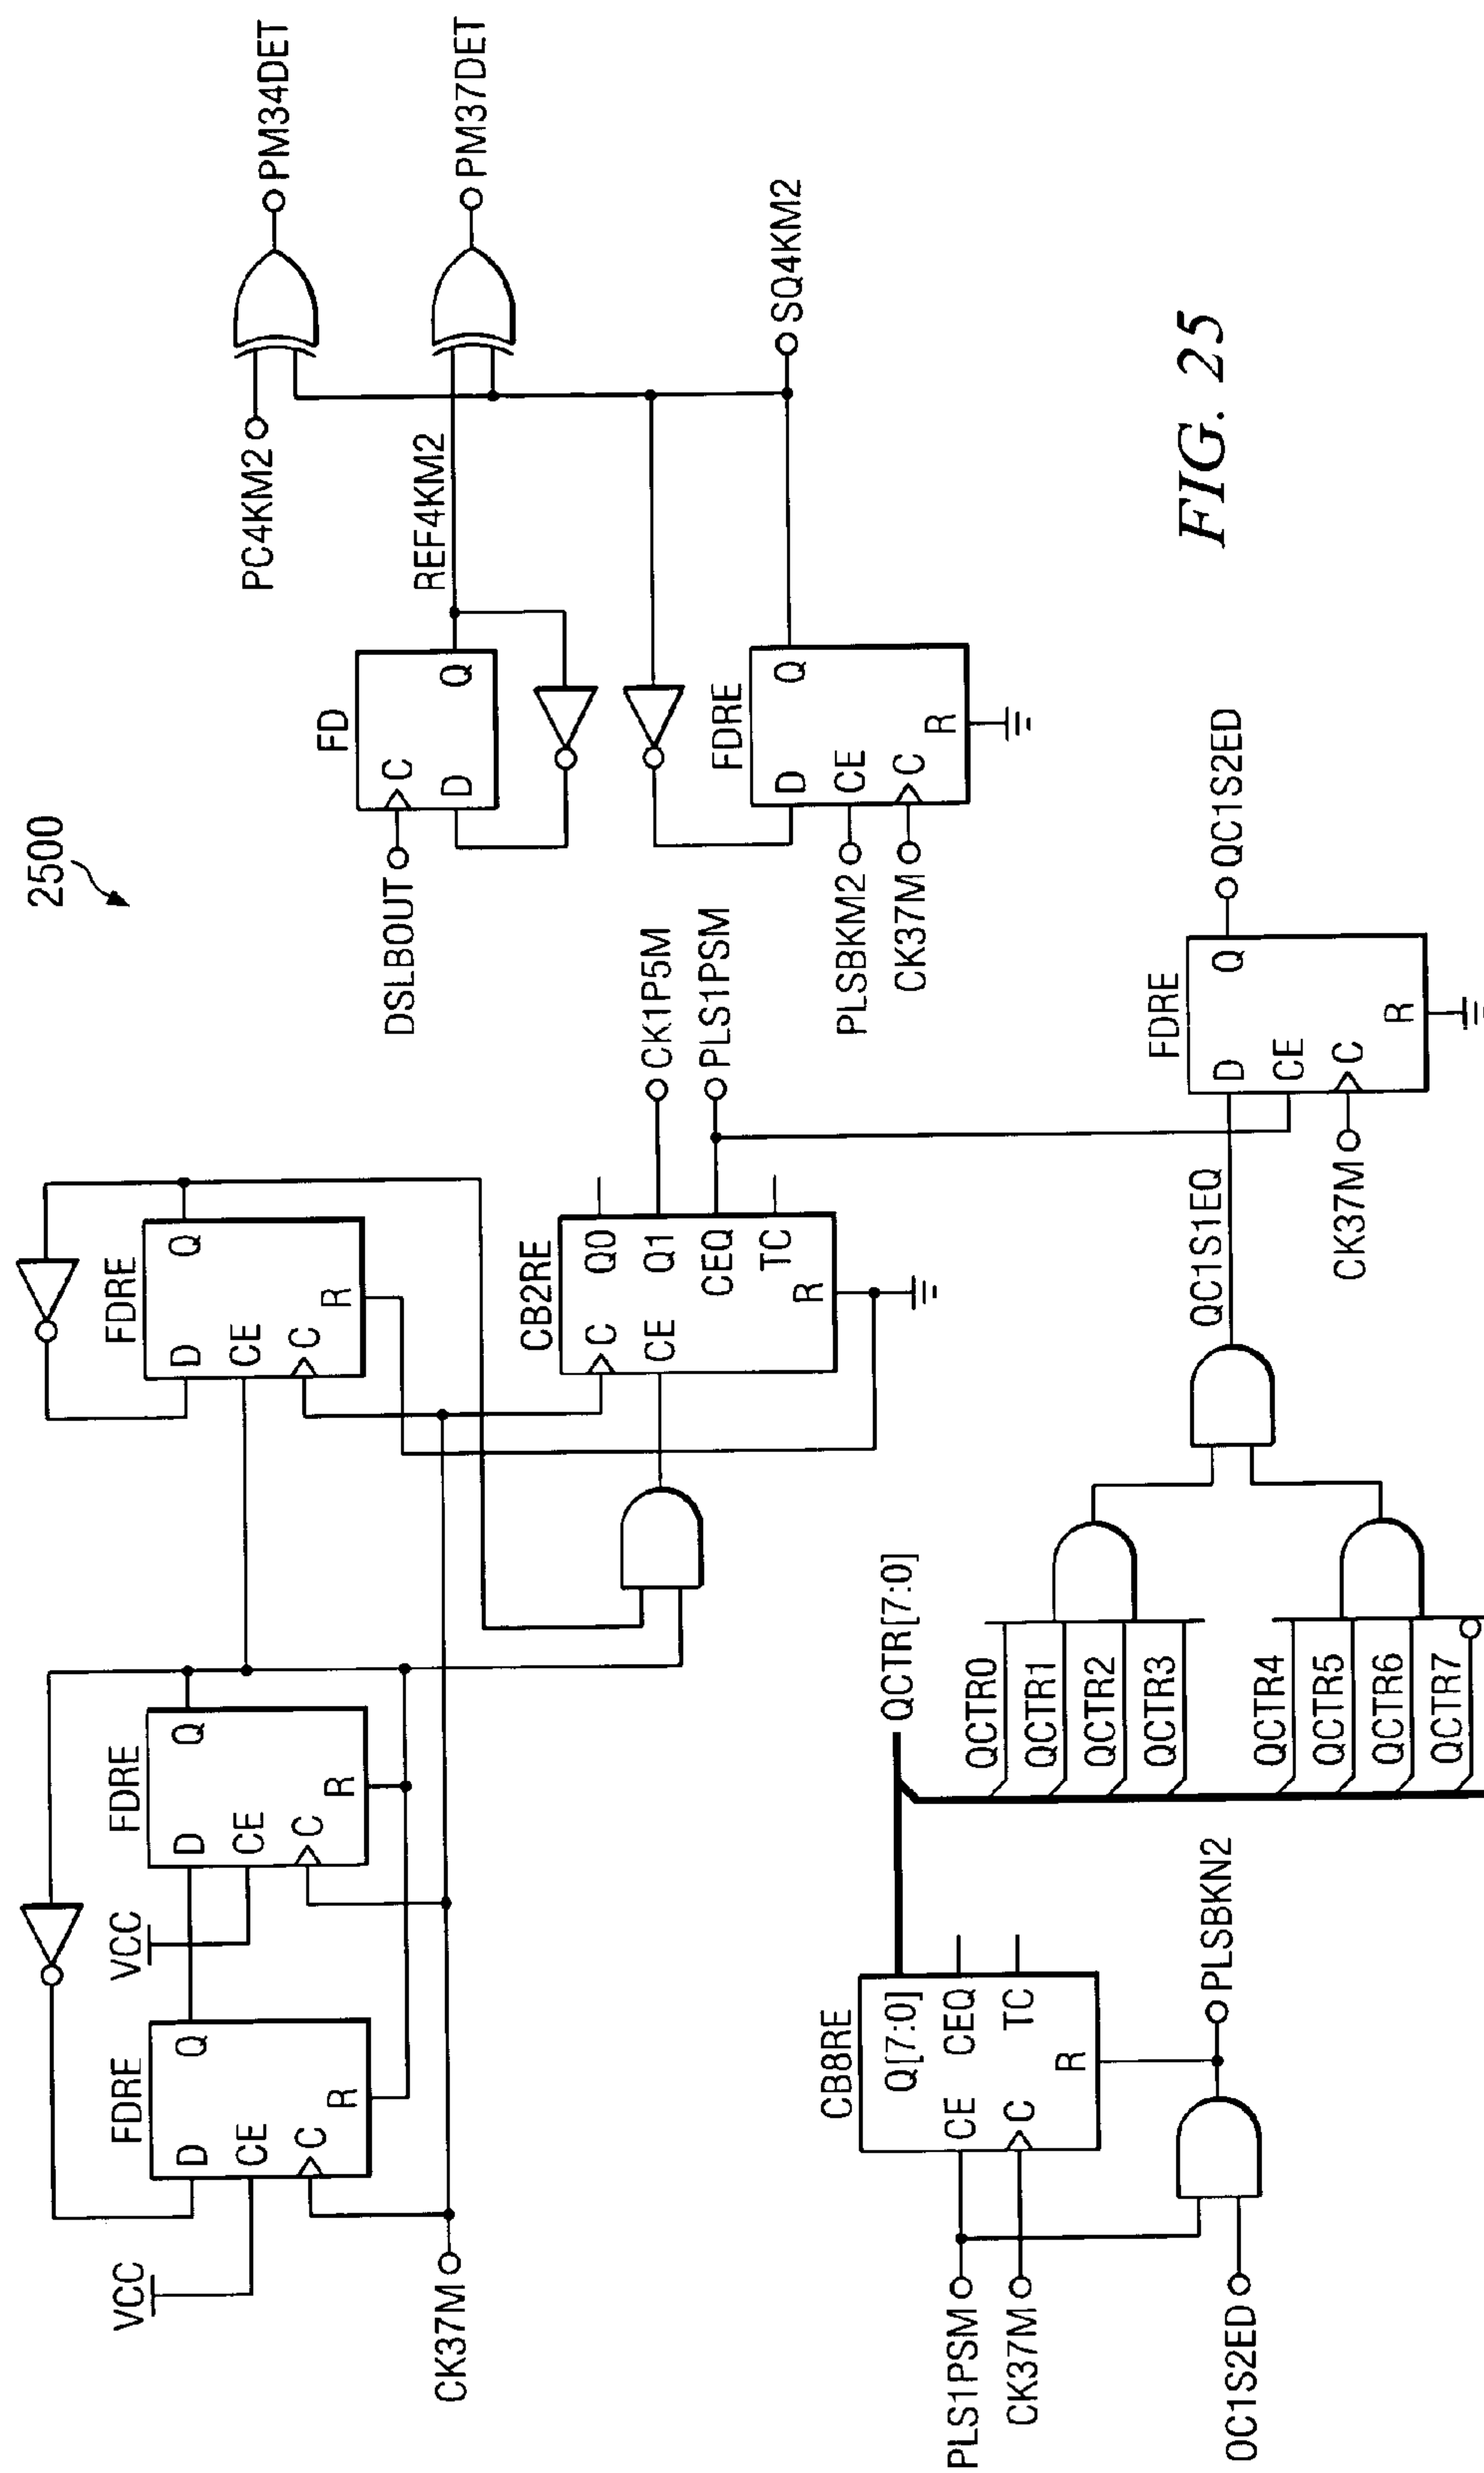 2500
VCC
FDRE
D
CE
C
Q
R
VCC
FDRE
D
CE
C
Q
R
CK37M
FDRE
D
CE
C
Q
R
CB2RE
C
CE
Q0
Q1
CEQ
TC
R
CK1P5M
PLS1PSM
DSLBOUT
FD
C
D
Q
REF4KM2
PC4KM2
PM34DET
PM37DET
PLSBKM2
CK37M
FDRE
D
CE
C
Q
R
SQ4KM2
PLS1PSM
CK37M
OC1S2ED
CB8RE
CE
C
Q[7:0]
CEQ
TC
R
PLSBKN2
QCTR[7:0]
QCTR0
QCTR1
QCTR2
QCTR3
QCTR4
QCTR5
QCTR6
QCTR7
QC1S1EQ
CK37M
FDRE
D
CE
C
Q
R
QC1S2ED
FIG. 25